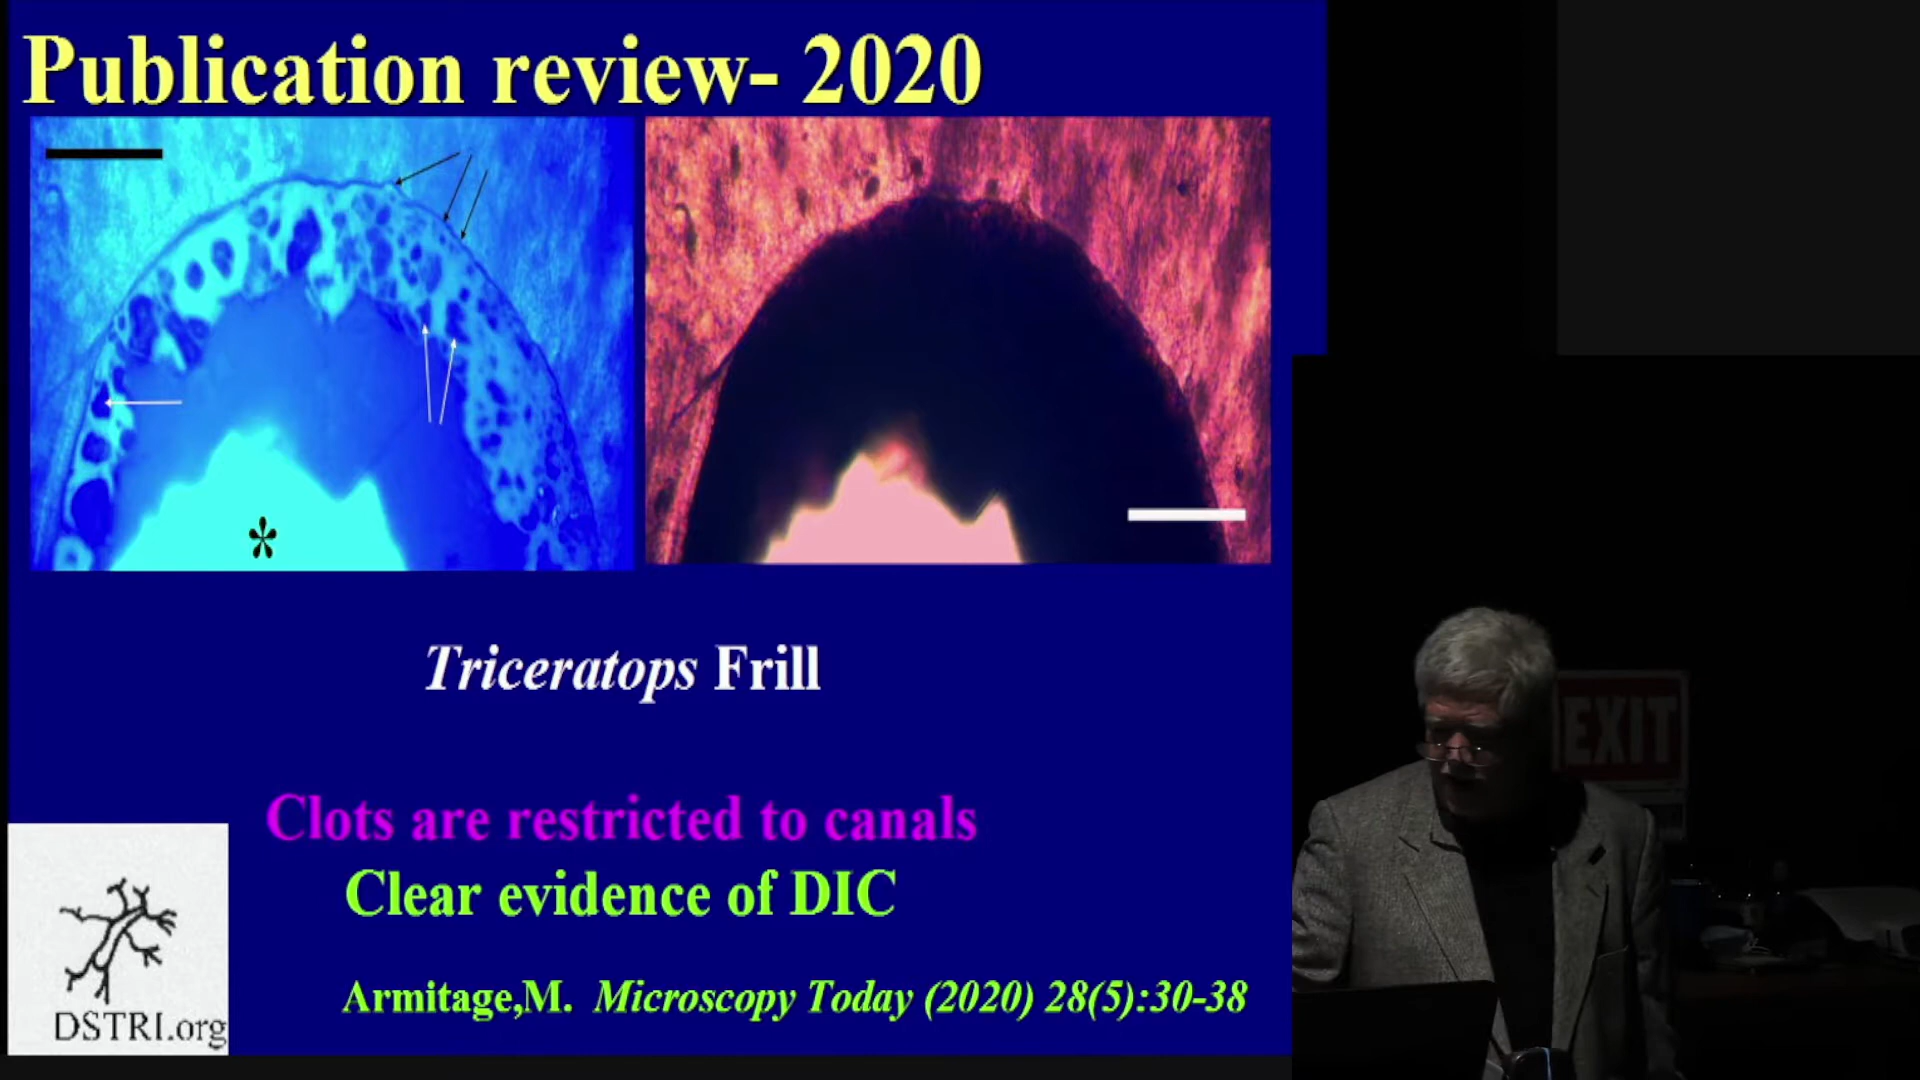 Publication review- 2020
*
Triceratops Frill
Clots are restricted to canals
Clear evidence of DIC
Armitage,M. Microscopy Today (2020) 28(5):30-38
DSTRI.org
EXIT